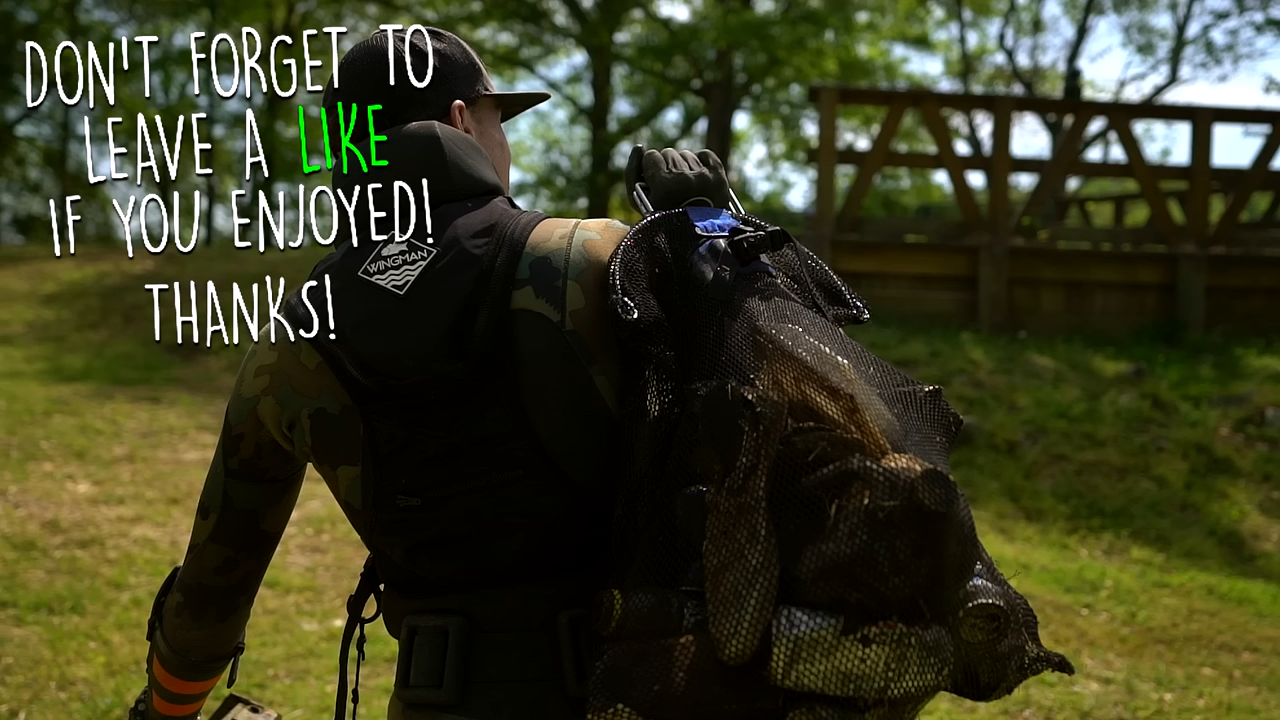 DON'T FORGET TO
LEAVE A LIKE
IF YOU ENJOYED!
THANKS!
WINGMAN